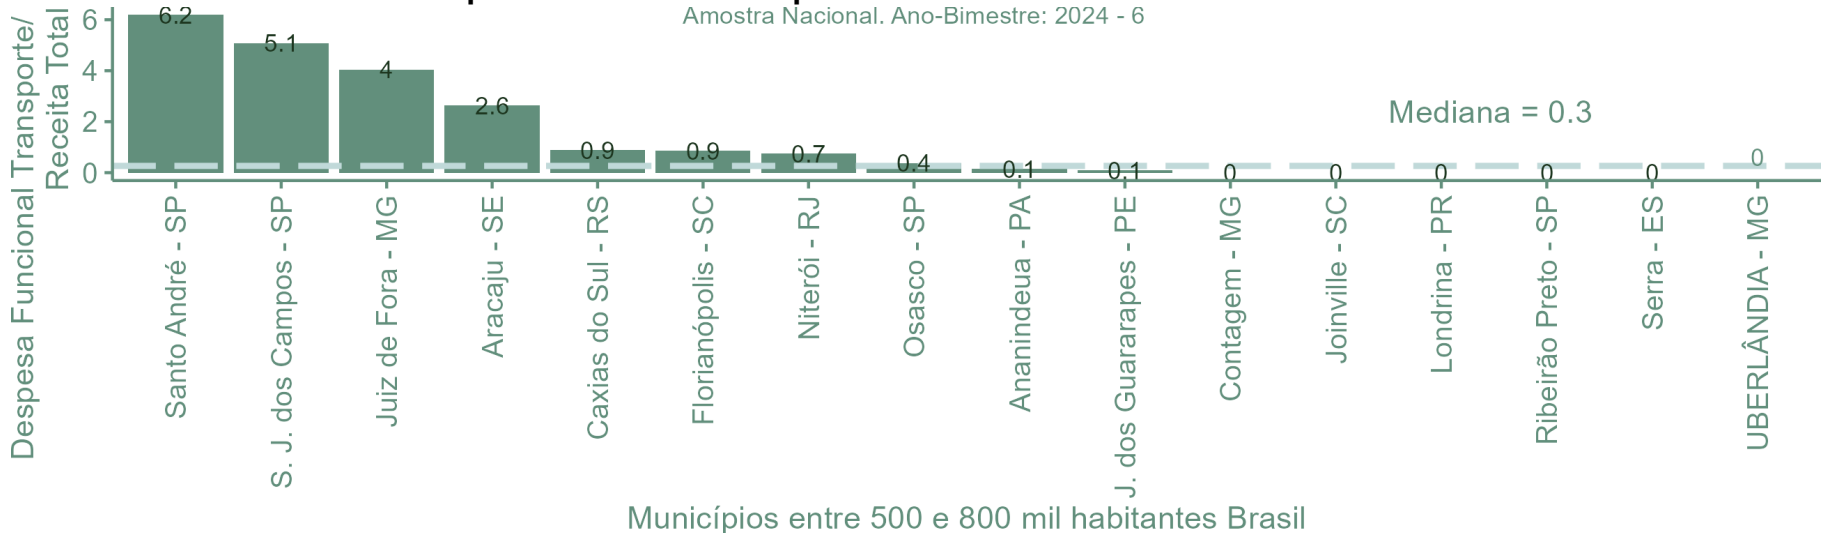 Amostra Nacional. Ano-Bimestre: 2024 - 6
Despesa Funcional Transporte/
Receita Total
6
4
2
0
6.2
5.1
4
2.6
0.9
0.9
0.7
0.4
0.1
0.1
0
0
0
0
0
0
Mediana = 0.3
Santo André - SP
S. J. dos Campos - SP
Juiz de Fora - MG
Aracaju - SE
Caxias do Sul - RS
Florianópolis - SC
Niterói - RJ
Osasco - SP
Ananindeua - PA
J. dos Guararapes - PE
Contagem - MG
Joinville - SC
Londrina - PR
Ribeirão Preto - SP
Serra - ES
UBERLÂNDIA - MG
Municípios entre 500 e 800 mil habitantes Brasil